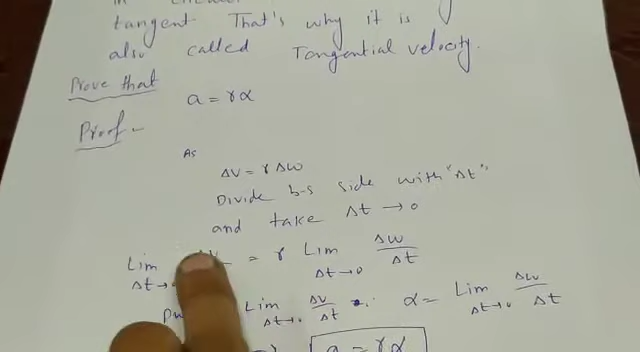 tangent. That's why it is
also called Tangential velocity.
Prove that
a = rα
Proof-
As
ΔV = rΔω
Divide b-s side with "Δt"
and take Δt → 0
Lim Δt→ = r Lim Δt→0 Δω/Δt
Lim Δt→0 Δv/Δt ∵ α = Lim Δt→0 Δω/Δt
a = rα